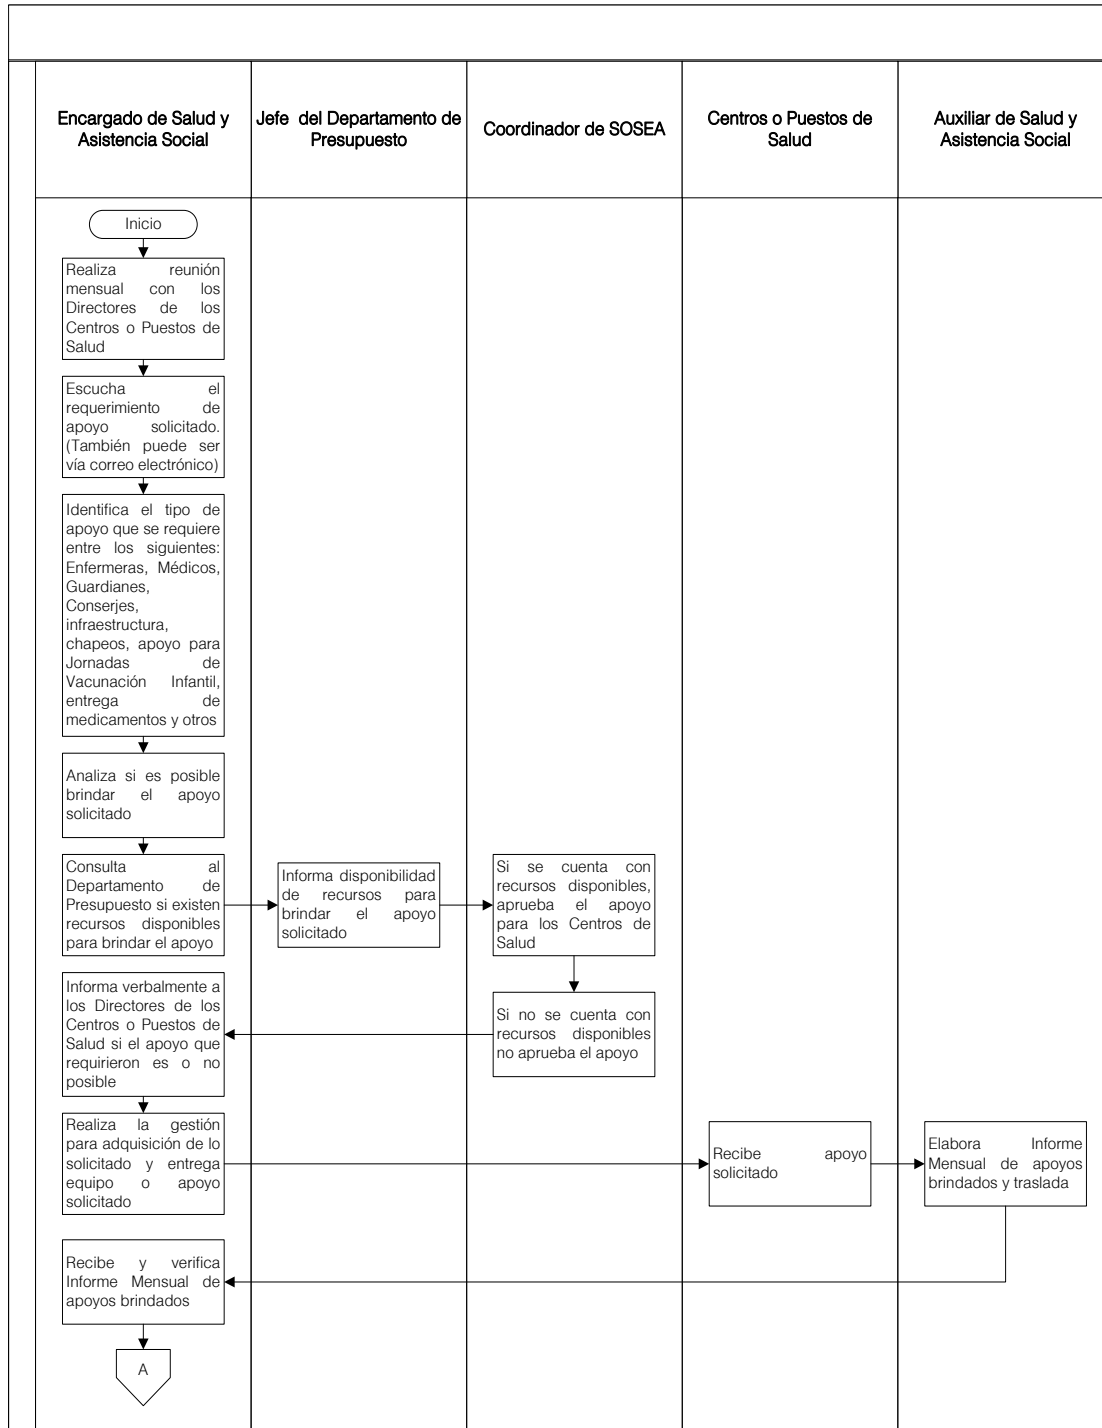 Encargado de Salud y
Asistencia Social
Jefe del Departamento de
Presupuesto
Coordinador de SOSEA
Centros o Puestos de
Salud
Auxiliar de Salud y
Asistencia Social
Inicio
Realiza reunión
mensual con los
Directores de los
Centros o Puestos de
Salud
Escucha el
requerimiento de
apoyo solicitado.
(También puede ser
vía correo electrónico)
Identifica el tipo de
apoyo que se requiere
entre los siguientes:
Enfermeras, Médicos,
Guardianes,
Conserjes,
infraestructura,
chapeos, apoyo para
Jornadas de
Vacunación Infantil,
entrega de
medicamentos y otros
Analiza si es posible
brindar el apoyo
solicitado
Consulta al
Departamento de
Presupuesto si existen
recursos disponibles
para brindar el apoyo
Informa disponibilidad
de recursos para
brindar el apoyo
solicitado
Si se cuenta con
recursos disponibles,
aprueba el apoyo
para los Centros de
Salud
Si no se cuenta con
recursos disponibles
no aprueba el apoyo
Informa verbalmente a
los Directores de los
Centros o Puestos de
Salud si el apoyo que
requirieron es o no
posible
Realiza la gestión
para adquisición de lo
solicitado y entrega
equipo o apoyo
solicitado
Recibe apoyo
solicitado
Elabora Informe
Mensual de apoyos
brindados y traslada
Recibe y verifica
Informe Mensual de
apoyos brindados
A